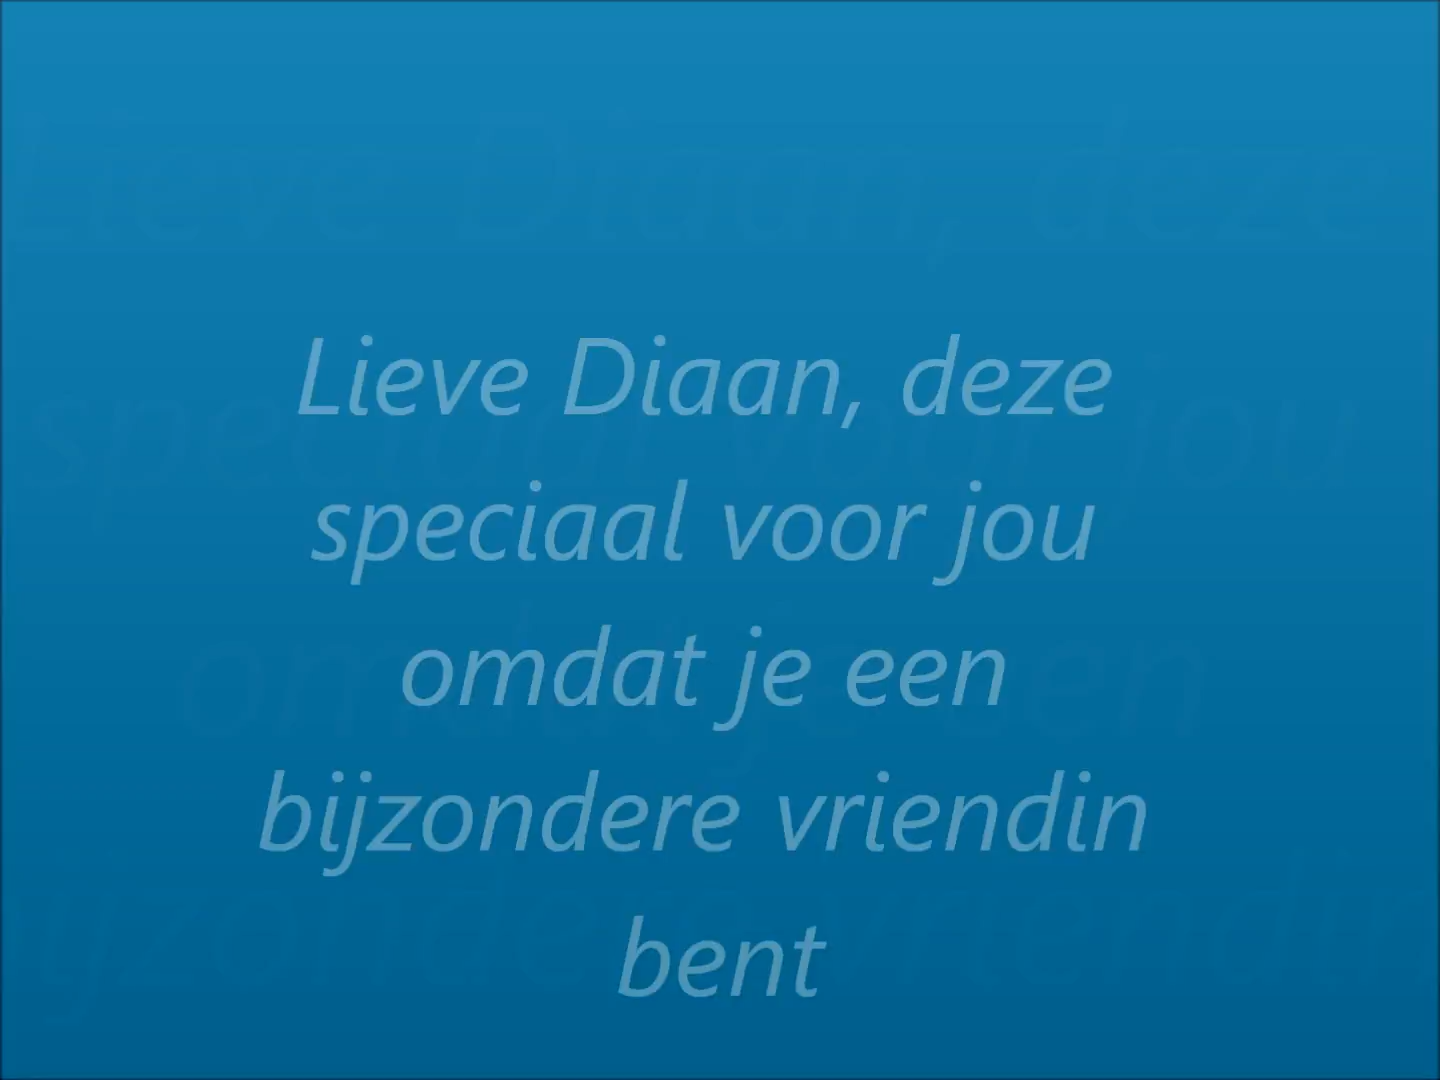 Lieve Diaan, deze
speciaal voor jou
omdat je een
bijzondere vriendin
bent